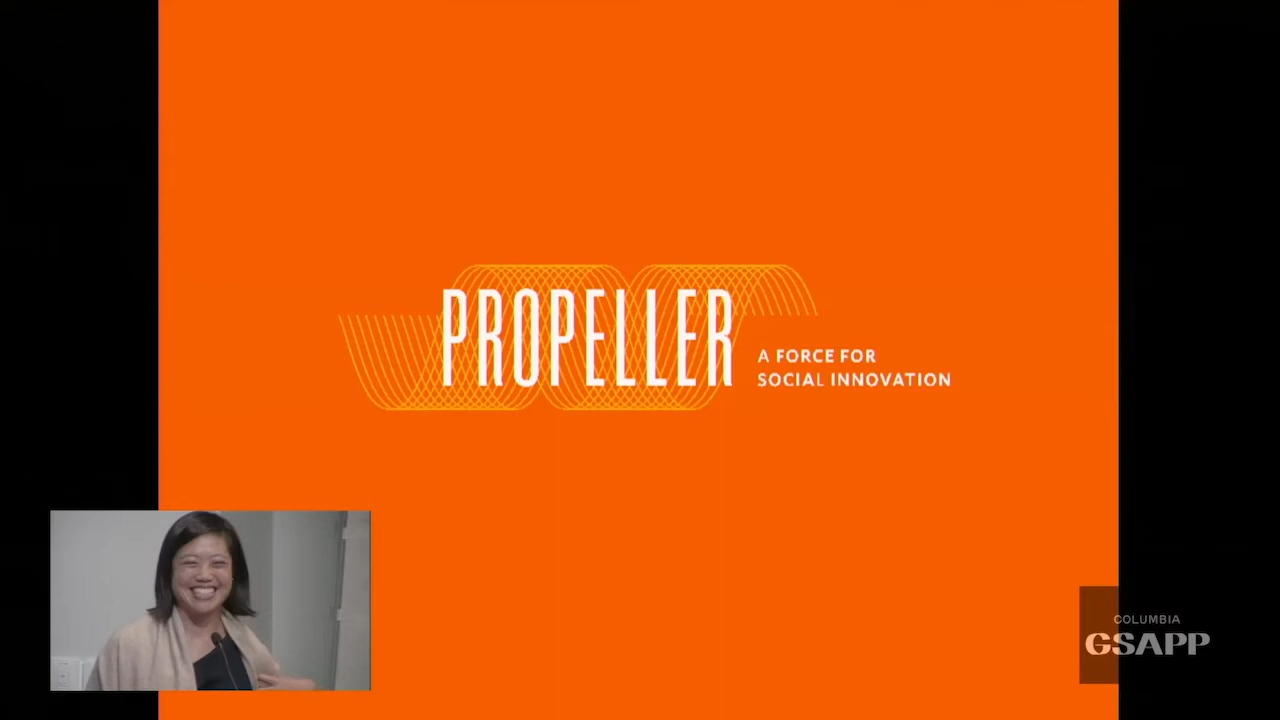 PROPELLER
A FORCE FOR
SOCIAL INNOVATION
COLUMBIA
GSAPP